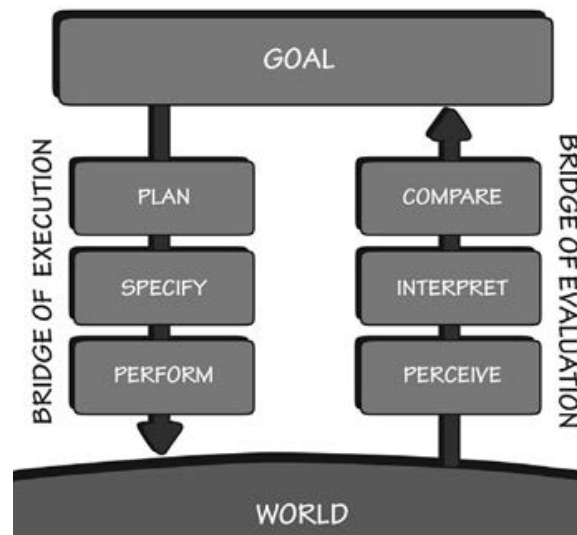 GOAL
BRIDGE OF EXECUTION
PLAN
SPECIFY
PERFORM
COMPARE
INTERPRET
PERCEIVE
BRIDGE OF EVALUATION
WORLD